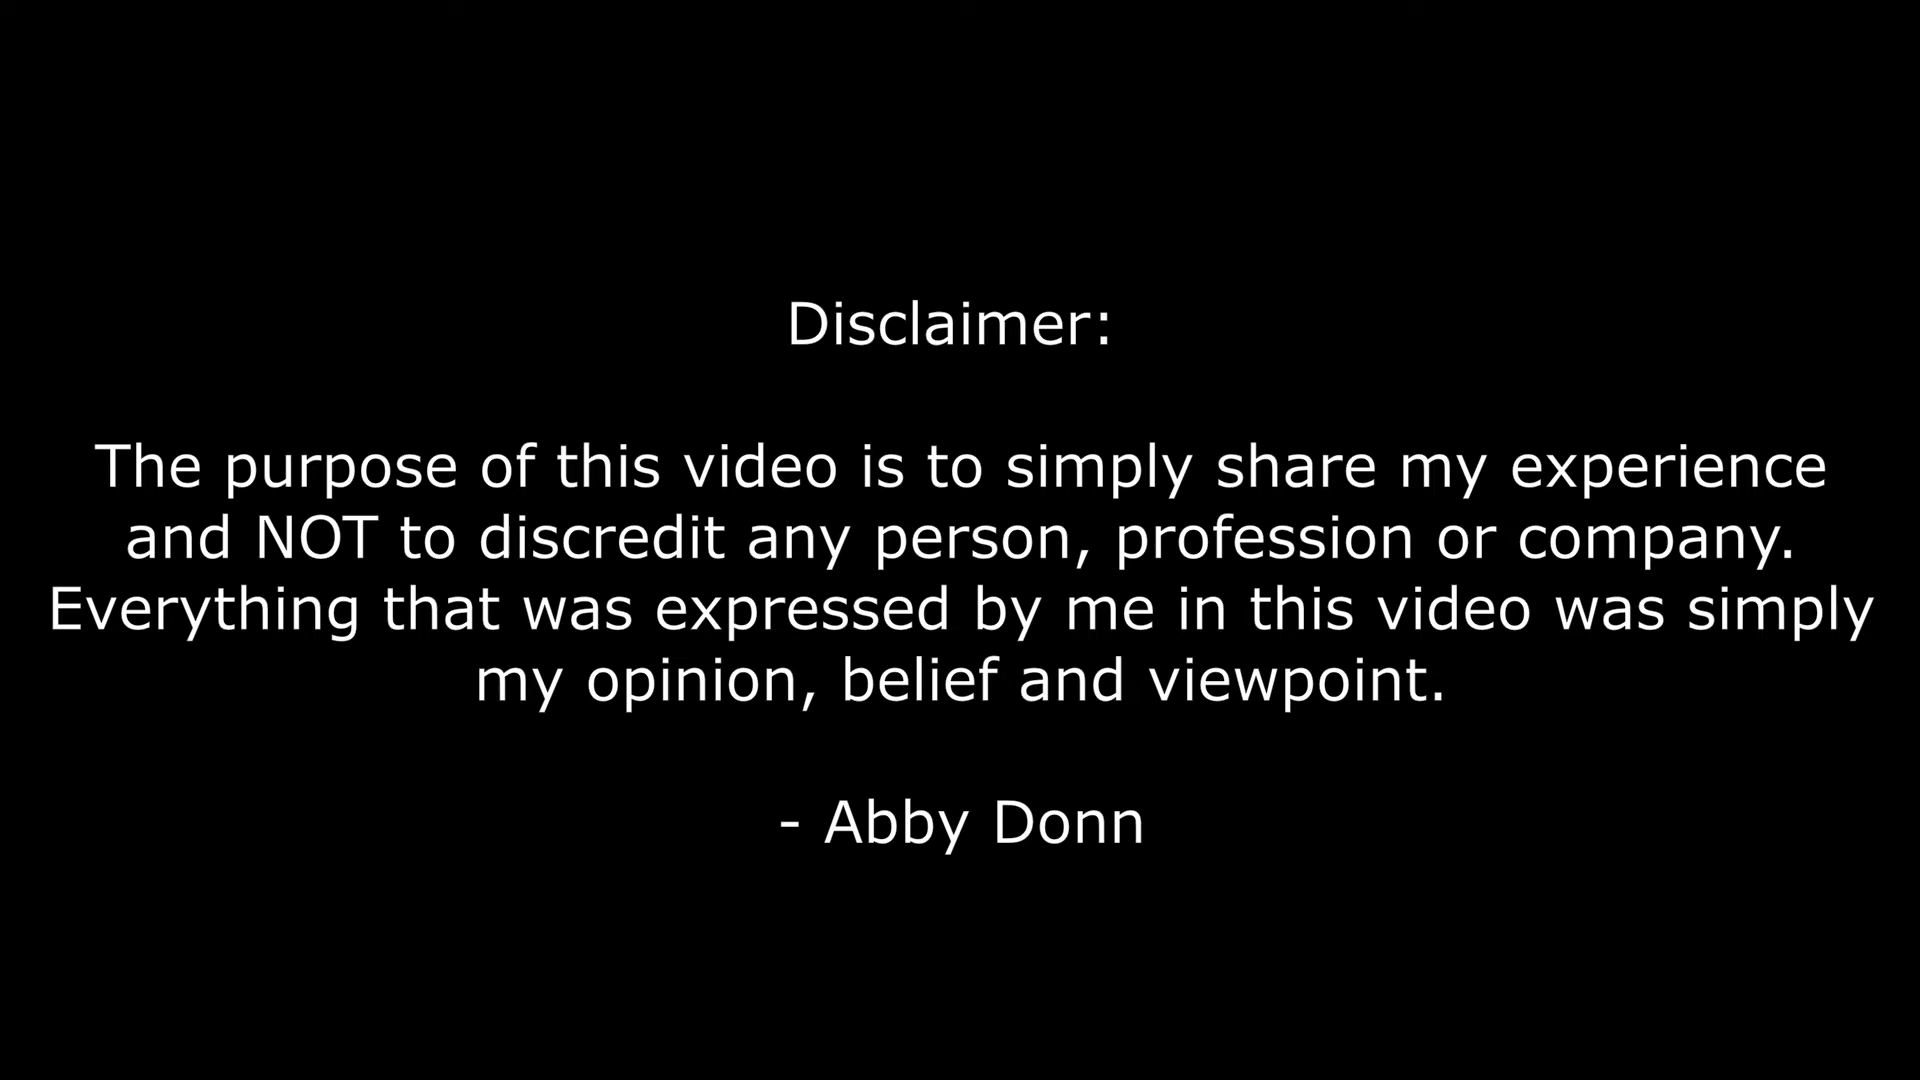 Disclaimer:
The purpose of this video is to simply share my experience
and NOT to discredit any person, profession or company.
Everything that was expressed by me in this video was simply
my opinion, belief and viewpoint.
- Abby Donn